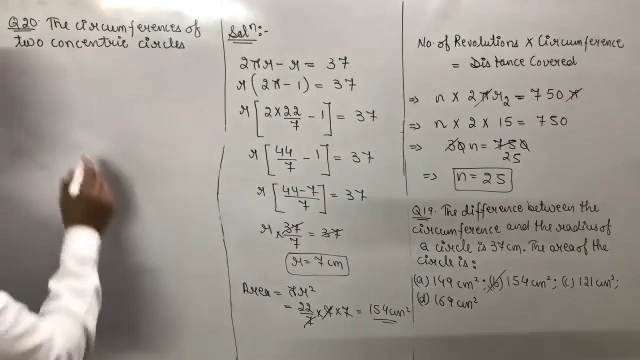 Q20. The circumferences of
two concentric circles
Solⁿ:-
2πr - r = 37
r(2π - 1) = 37
r[2×22/7 - 1] = 37
r[44/7 - 1] = 37
r[44-7/7] = 37
r × 37/7 = 37
r = 7 cm
Area = πr²
= 22/7 × 7 × 7 = 154 cm²
No. of Revolutions × Circumference
= Distance Covered
⇒ n × 2πr₂ = 750π
⇒ n × 2 × 15 = 750
⇒ 30n = 750
25
⇒ n = 25
Q19. The difference between the
circumference and the radius of
a circle is 37cm. The area of the
circle is:
(a) 149 cm²; (b) 154 cm²; (c) 121 cm²;
(d) 169 cm²